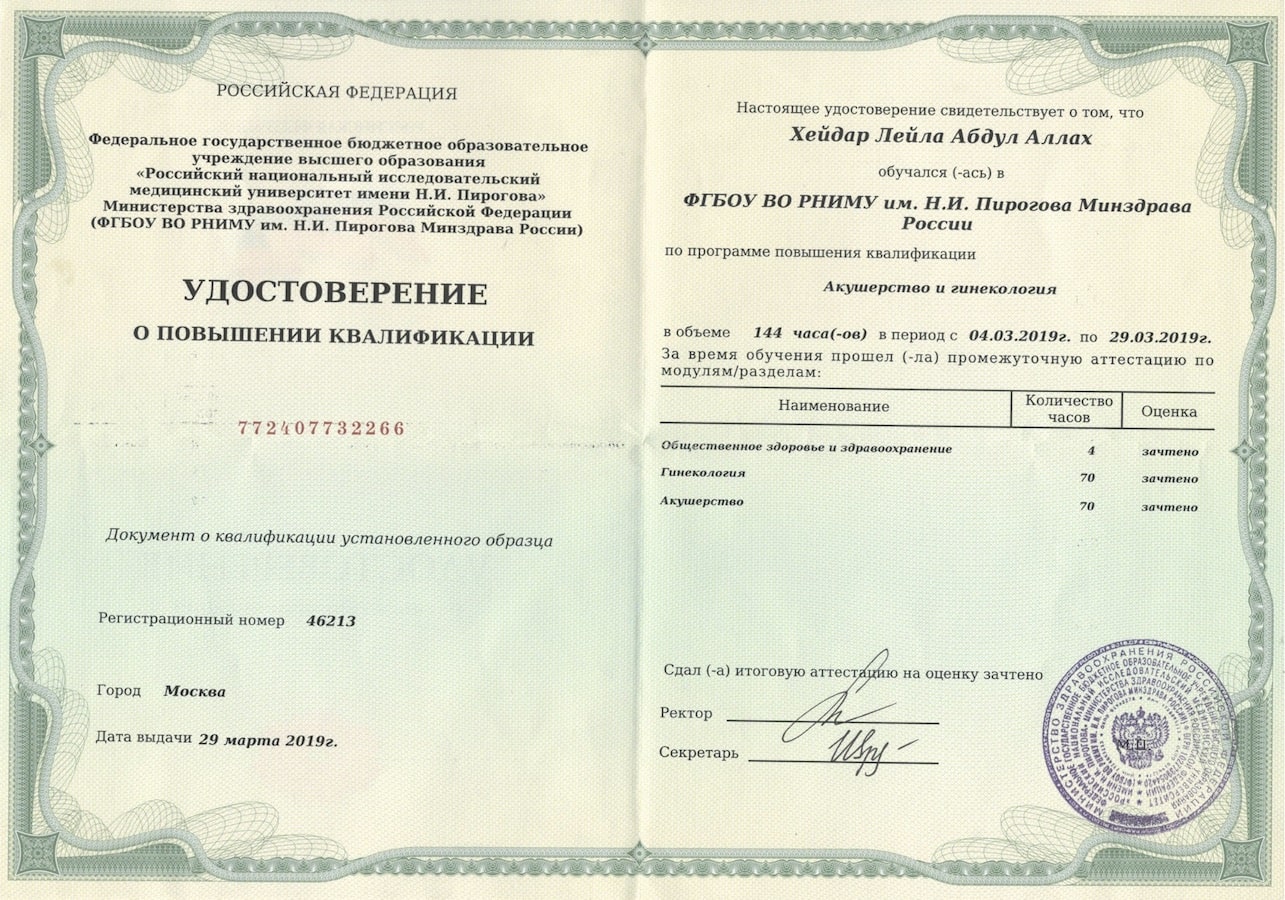 РОССИЙСКАЯ ФЕДЕРАЦИЯ
Федеральное государственное бюджетное образовательное
учреждение высшего образования
«Российский национальный исследовательский
медицинский университет имени Н.И. Пирогова»
Министерства здравоохранения Российской Федерации
(ФГБОУ ВО РНИМУ им. Н.И. Пирогова Минздрава России)
УДОСТОВЕРЕНИЕ
О ПОВЫШЕНИИ КВАЛИФИКАЦИИ
772407732266
Документ о квалификации установленного образца
Регистрационный номер 46213
Город Москва
Дата выдачи 29 марта 2019г.
Настоящее удостоверение свидетельствует о том, что
Хейдар Лейла Абдул Аллах
обучался (-ась) в
ФГБОУ ВО РНИМУ им. Н.И. Пирогова Минздрава
России
по программе повышения квалификации
Акушерство и гинекология
в объеме 144 часа(-ов) в период с 04.03.2019г. по 29.03.2019г.
За время обучения прошел (-ла) промежуточную аттестацию по
модулям/разделам:
Наименование Количество часов Оценка
Общественное здоровье и здравоохранение 4 зачтено
Гинекология 70 зачтено
Акушерство 70 зачтено
Сдал (-а) итоговую аттестацию на оценку зачтено
Ректор
Секретарь
М.П.
МИНИСТЕРСТВО ЗДРАВООХРАНЕНИЯ РОССИЙСКОЙ ФЕДЕРАЦИИ